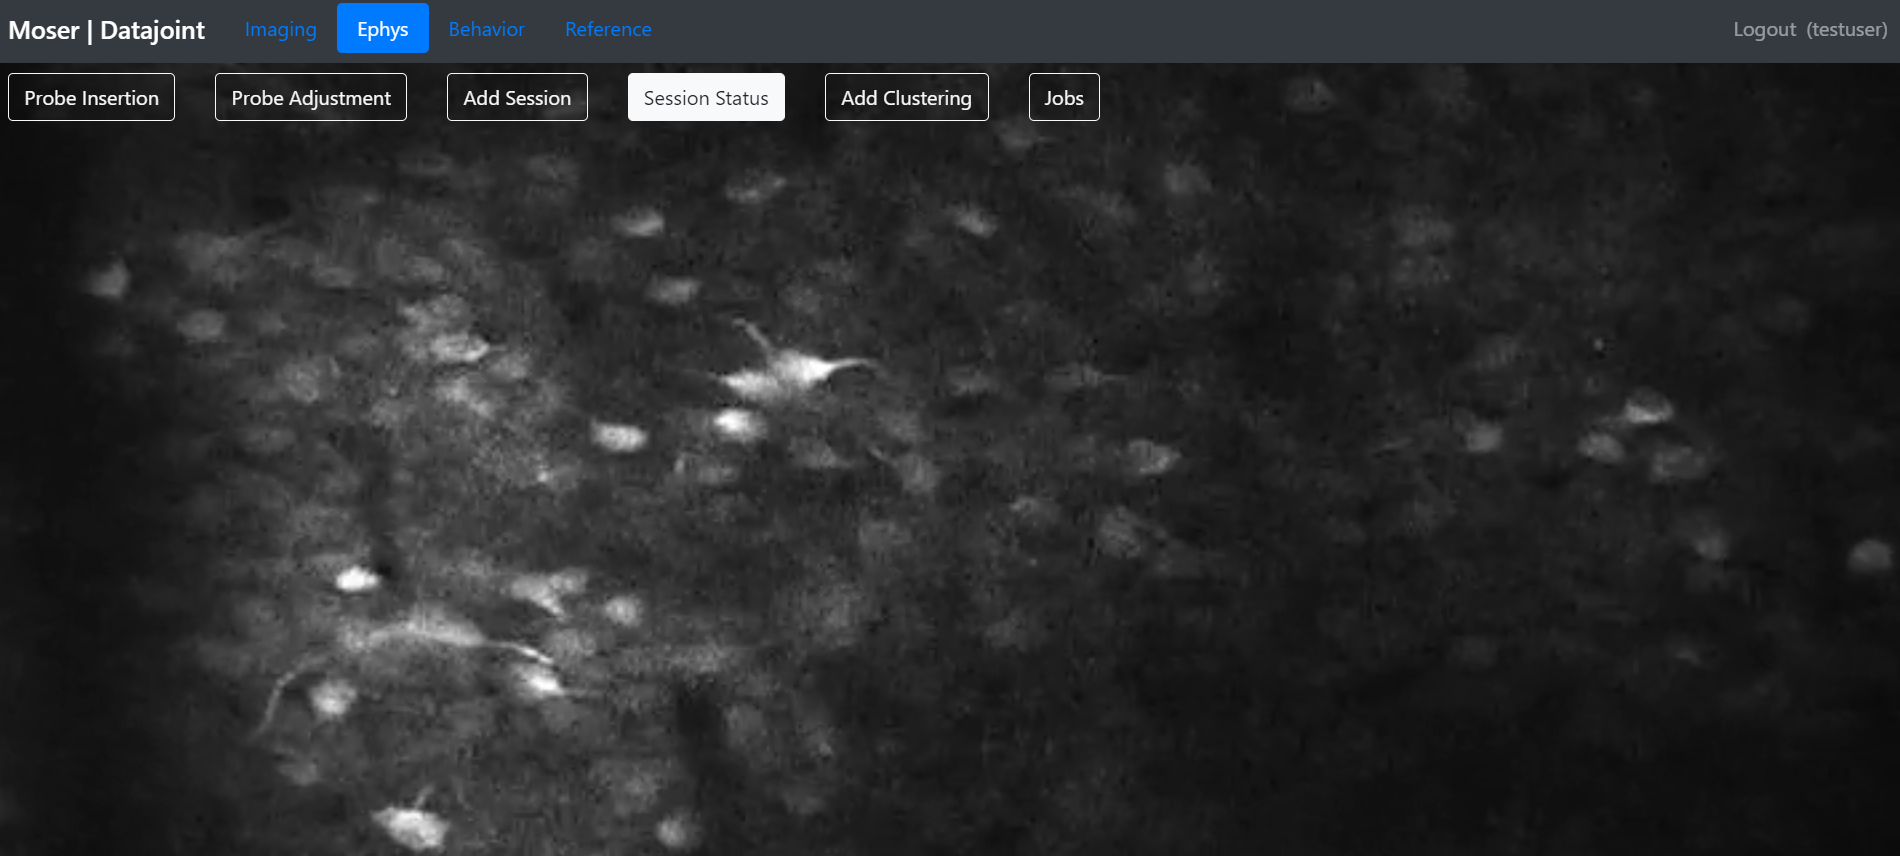 Moser | Datajoint Imaging Ephys Behavior Reference Logout (testuser)
Probe Insertion Probe Adjustment Add Session Session Status Add Clustering Jobs